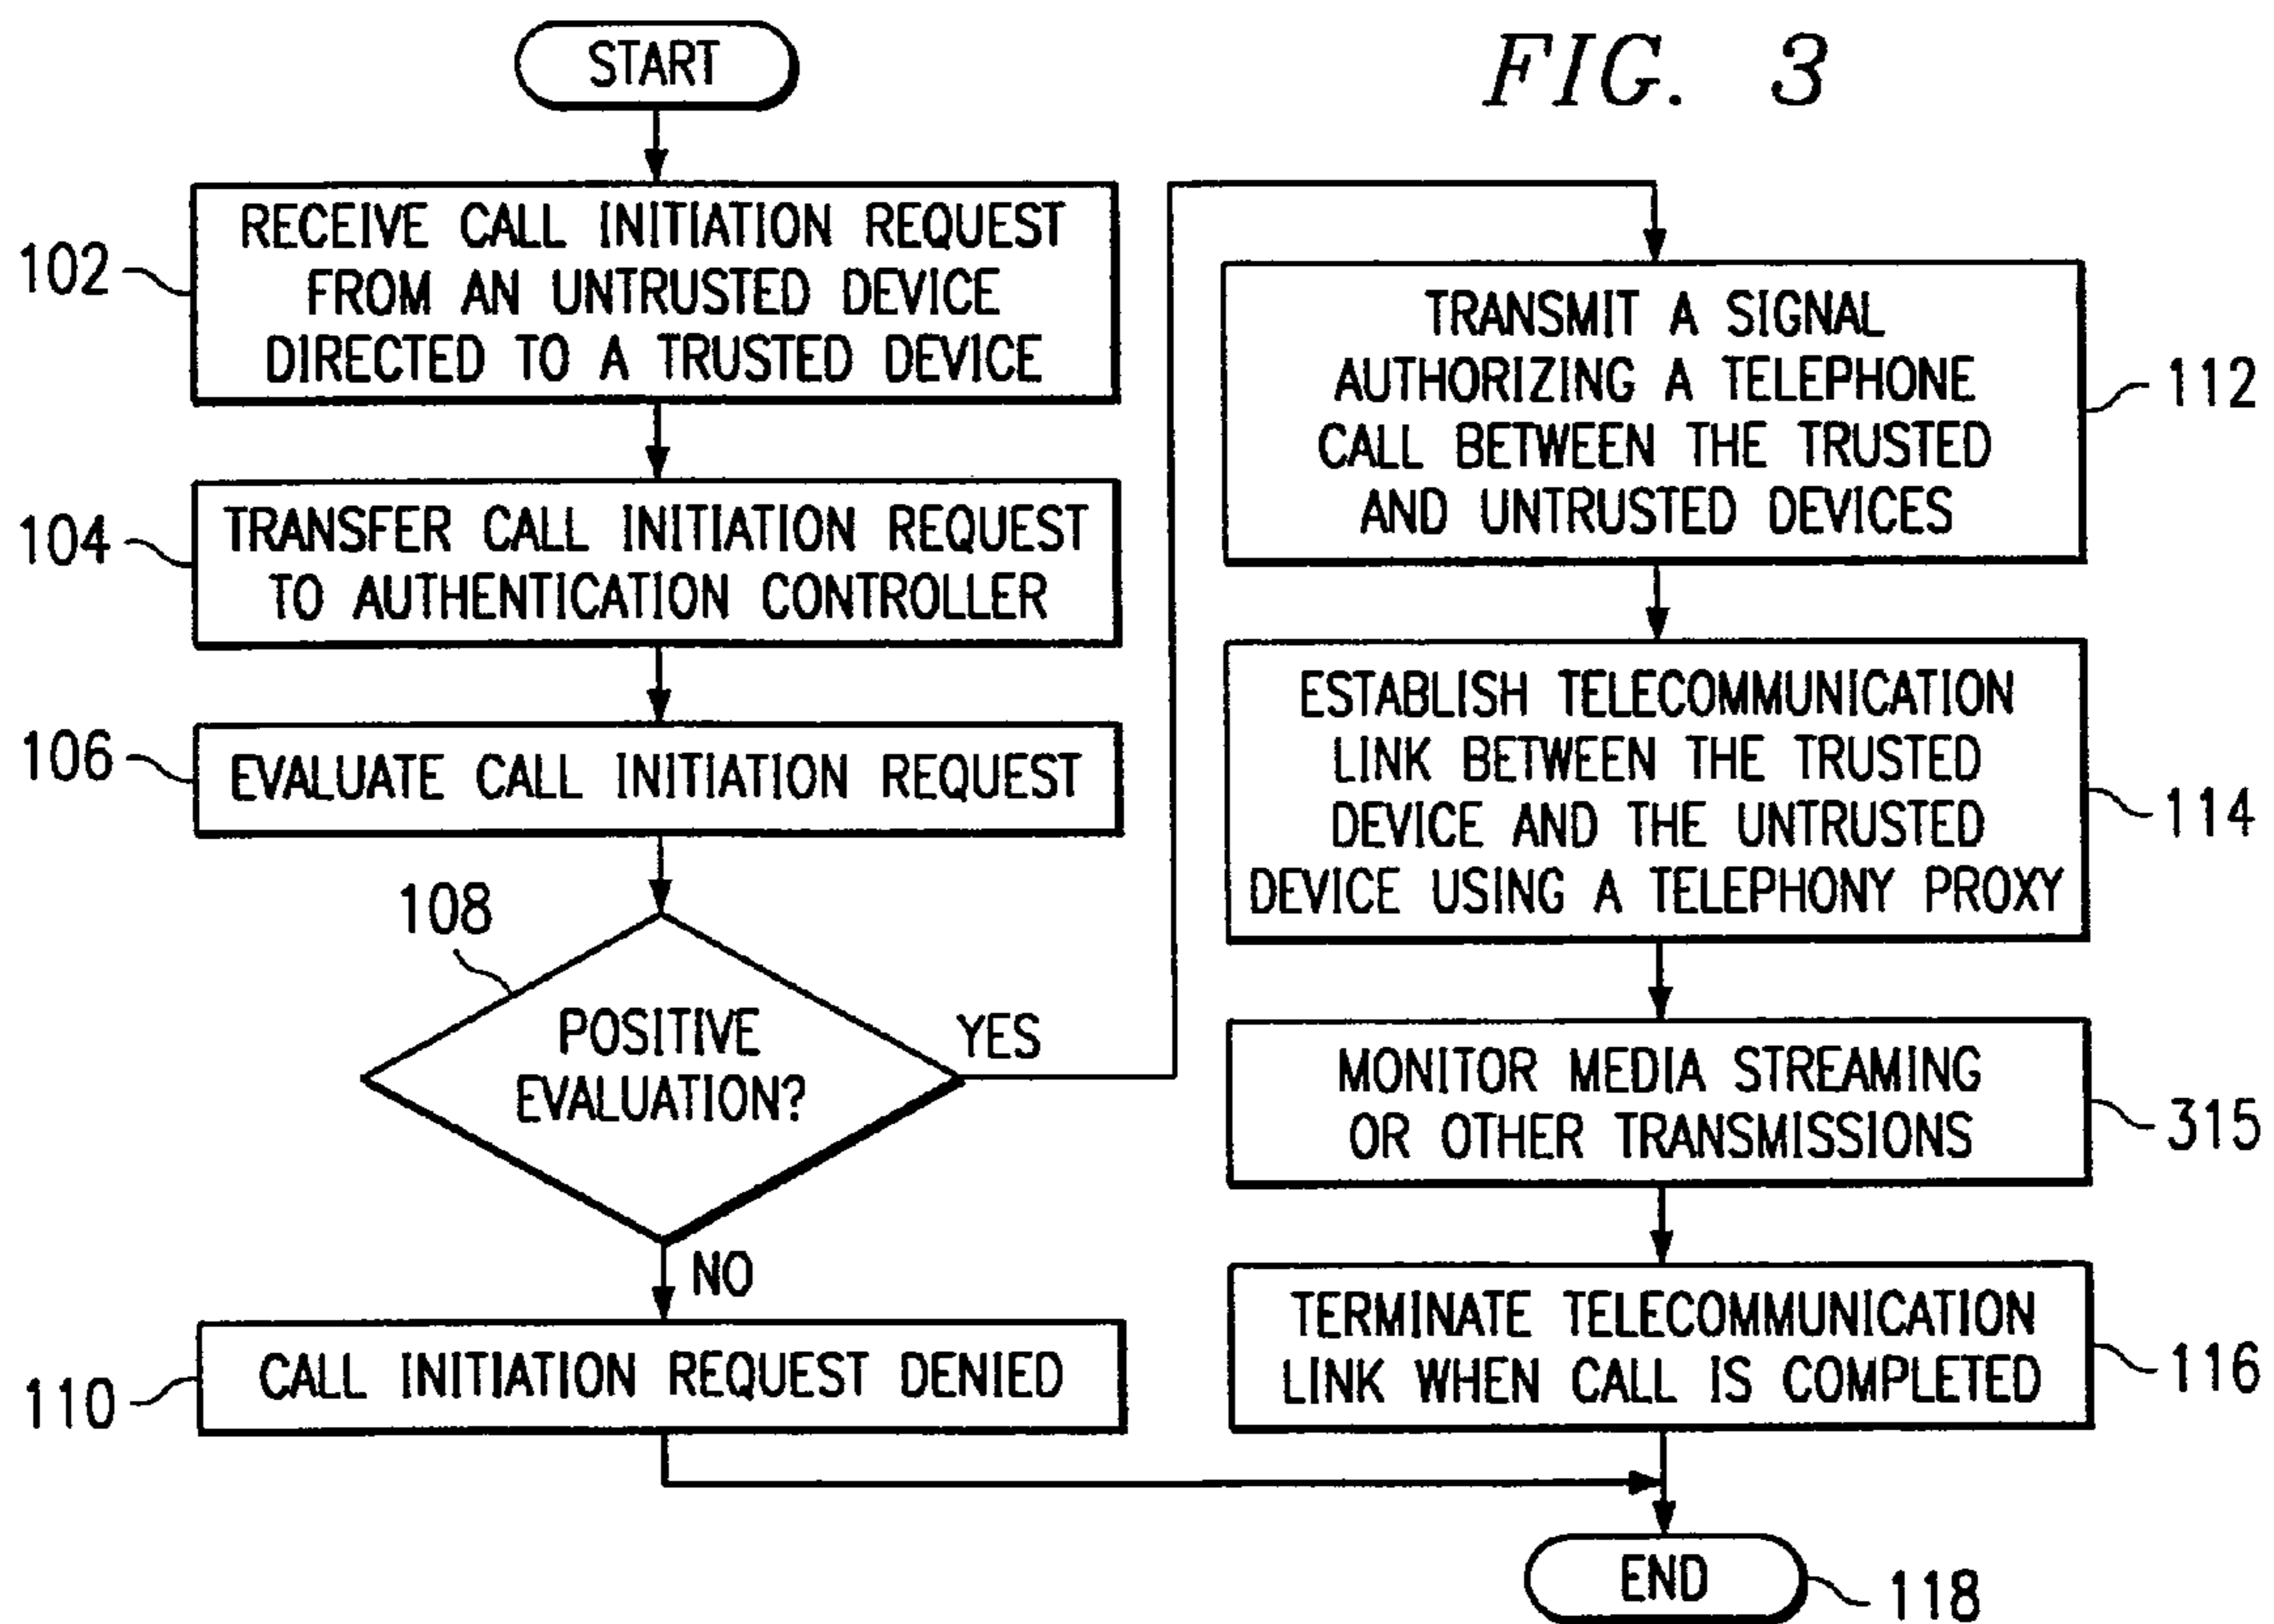 FIG. 3
START
102
RECEIVE CALL INITIATION REQUEST
FROM AN UNTRUSTED DEVICE
DIRECTED TO A TRUSTED DEVICE
104
TRANSFER CALL INITIATION REQUEST
TO AUTHENTICATION CONTROLLER
106
EVALUATE CALL INITIATION REQUEST
108
POSITIVE
EVALUATION?
YES
NO
110
CALL INITIATION REQUEST DENIED
TRANSMIT A SIGNAL
AUTHORIZING A TELEPHONE
CALL BETWEEN THE TRUSTED
AND UNTRUSTED DEVICES
112
ESTABLISH TELECOMMUNICATION
LINK BETWEEN THE TRUSTED
DEVICE AND THE UNTRUSTED
DEVICE USING A TELEPHONY PROXY
114
MONITOR MEDIA STREAMING
OR OTHER TRANSMISSIONS
315
TERMINATE TELECOMMUNICATION
LINK WHEN CALL IS COMPLETED
116
END
118